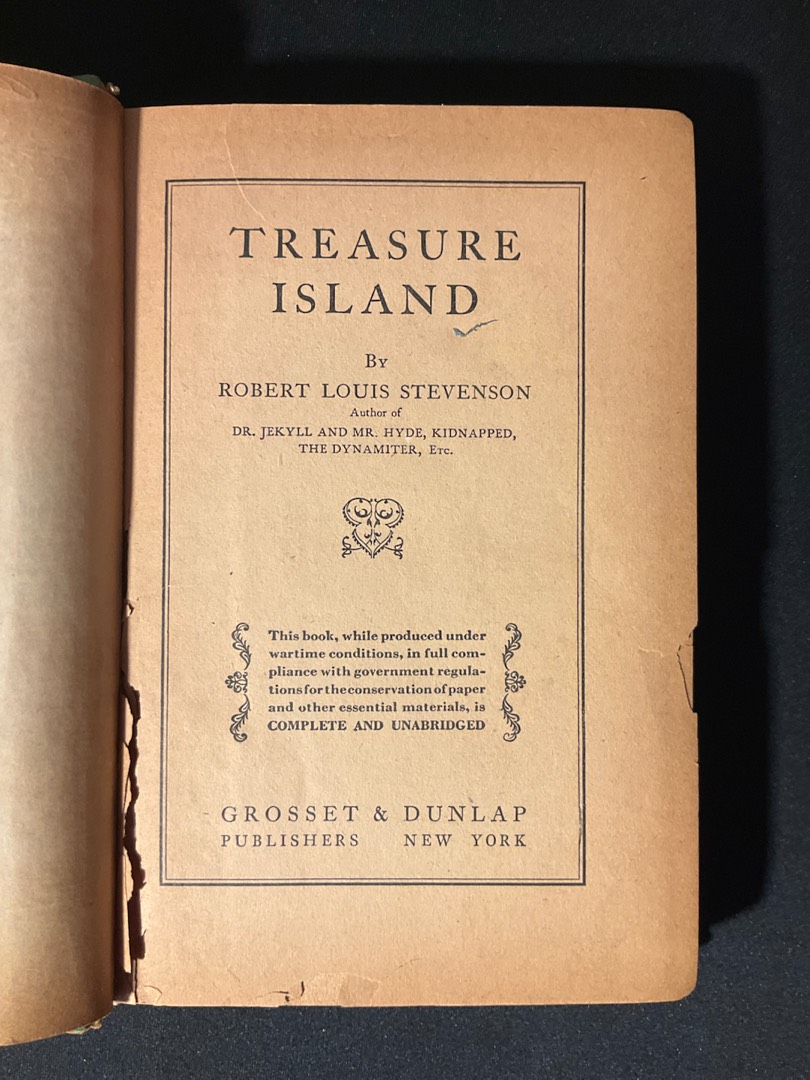 TREASURE
ISLAND
BY
ROBERT LOUIS STEVENSON
Author of
DR. JEKYLL AND MR. HYDE, KIDNAPPED,
THE DYNAMITER, ETC.
This book, while produced under
wartime conditions, in full com-
pliance with government regula-
tions for the conservation of paper
and other essential materials, is
COMPLETE AND UNABRIDGED
GROSSET & DUNLAP
PUBLISHERS NEW YORK